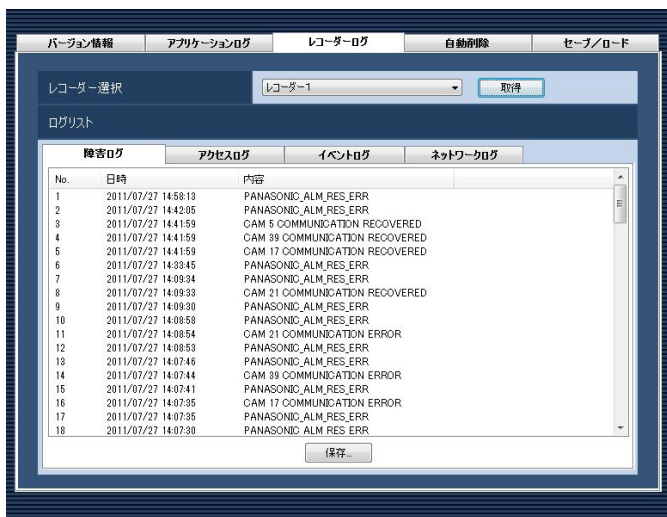 バージョン情報 アプリケーションログ レコーダーログ 自動削除 セーブ／ロード
レコーダー選択 レコーダー1 取得
ログリスト
障害ログ アクセスログ イベントログ ネットワークログ
No. 日時 内容
1 2011/07/27 14:58:13 PANASONIC_ALM_RES_ERR
2 2011/07/27 14:42:05 PANASONIC_ALM_RES_ERR
3 2011/07/27 14:41:59 CAM 5 COMMUNICATION RECOVERED
4 2011/07/27 14:41:59 CAM 39 COMMUNICATION RECOVERED
5 2011/07/27 14:41:59 CAM 17 COMMUNICATION RECOVERED
6 2011/07/27 14:33:45 PANASONIC_ALM_RES_ERR
7 2011/07/27 14:09:34 PANASONIC_ALM_RES_ERR
8 2011/07/27 14:09:33 CAM 21 COMMUNICATION RECOVERED
9 2011/07/27 14:09:30 PANASONIC_ALM_RES_ERR
10 2011/07/27 14:08:58 PANASONIC_ALM_RES_ERR
11 2011/07/27 14:08:54 CAM 21 COMMUNICATION ERROR
12 2011/07/27 14:08:53 PANASONIC_ALM_RES_ERR
13 2011/07/27 14:07:46 PANASONIC_ALM_RES_ERR
14 2011/07/27 14:07:44 CAM 39 COMMUNICATION ERROR
15 2011/07/27 14:07:41 PANASONIC_ALM_RES_ERR
16 2011/07/27 14:07:35 CAM 17 COMMUNICATION ERROR
17 2011/07/27 14:07:35 PANASONIC_ALM_RES_ERR
18 2011/07/27 14:07:30 PANASONIC_ALM_RES_ERR
保存...